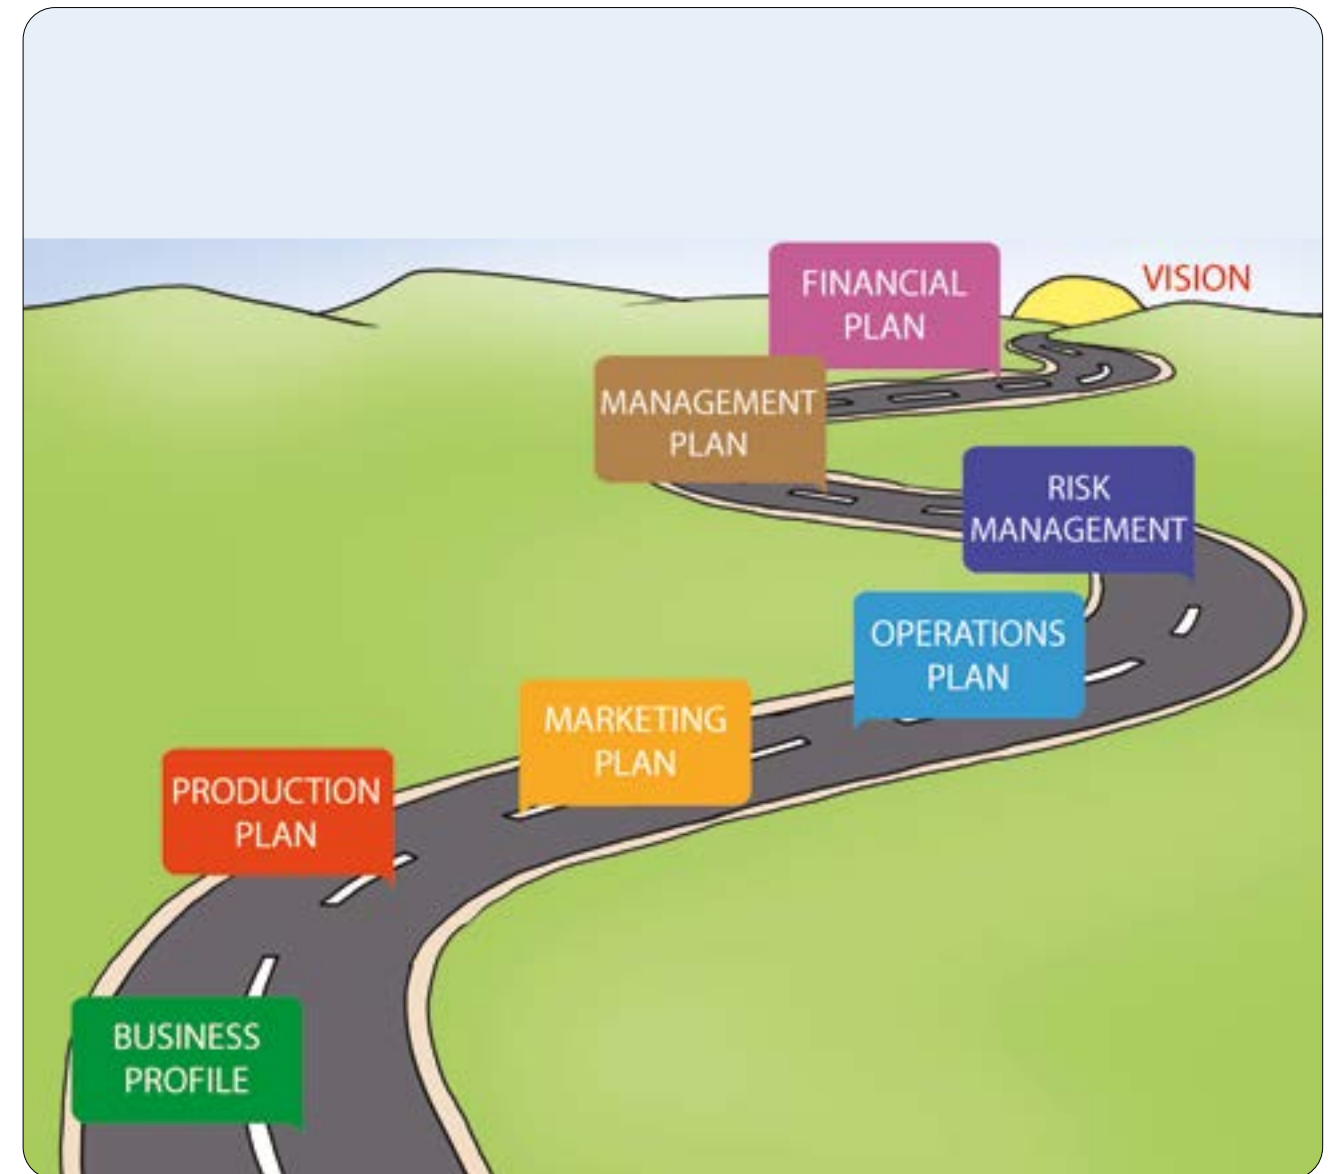 FINANCIAL
PLAN
VISION
MANAGEMENT
PLAN
RISK
MANAGEMENT
OPERATIONS
PLAN
MARKETING
PLAN
PRODUCTION
PLAN
BUSINESS
PROFILE